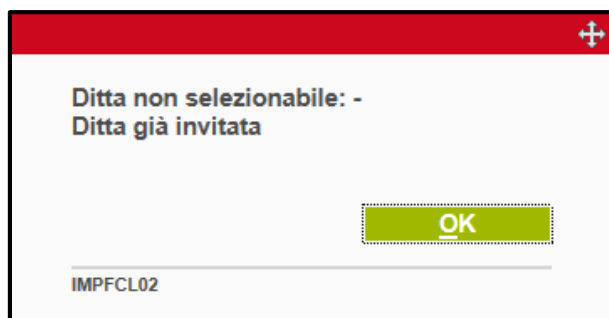 Ditta non selezionabile: -
Ditta già invitata
OK
IMPFCL02